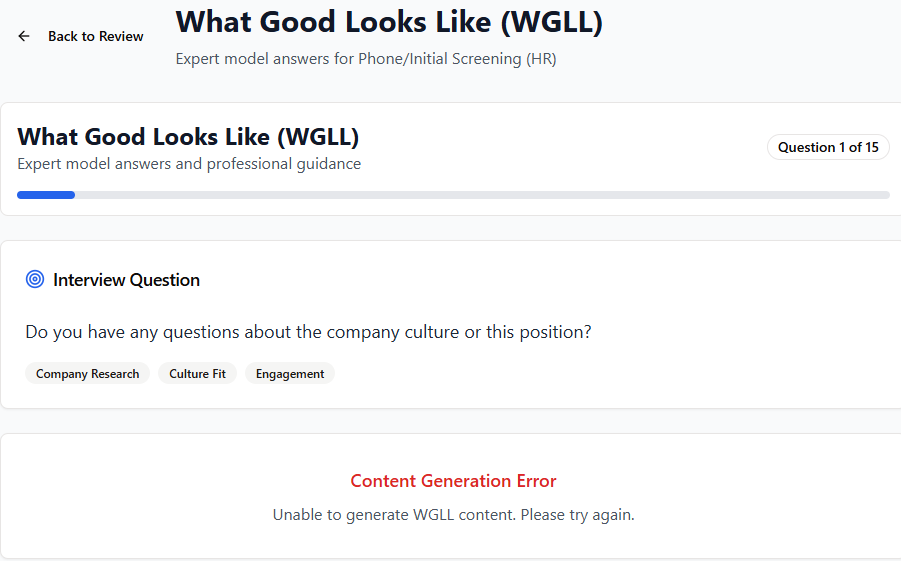 Back to Review
What Good Looks Like (WGLL)
Expert model answers for Phone/Initial Screening (HR)
What Good Looks Like (WGLL)
Expert model answers and professional guidance
Question 1 of 15
Interview Question
Do you have any questions about the company culture or this position?
Company Research Culture Fit Engagement
Content Generation Error
Unable to generate WGLL content. Please try again.